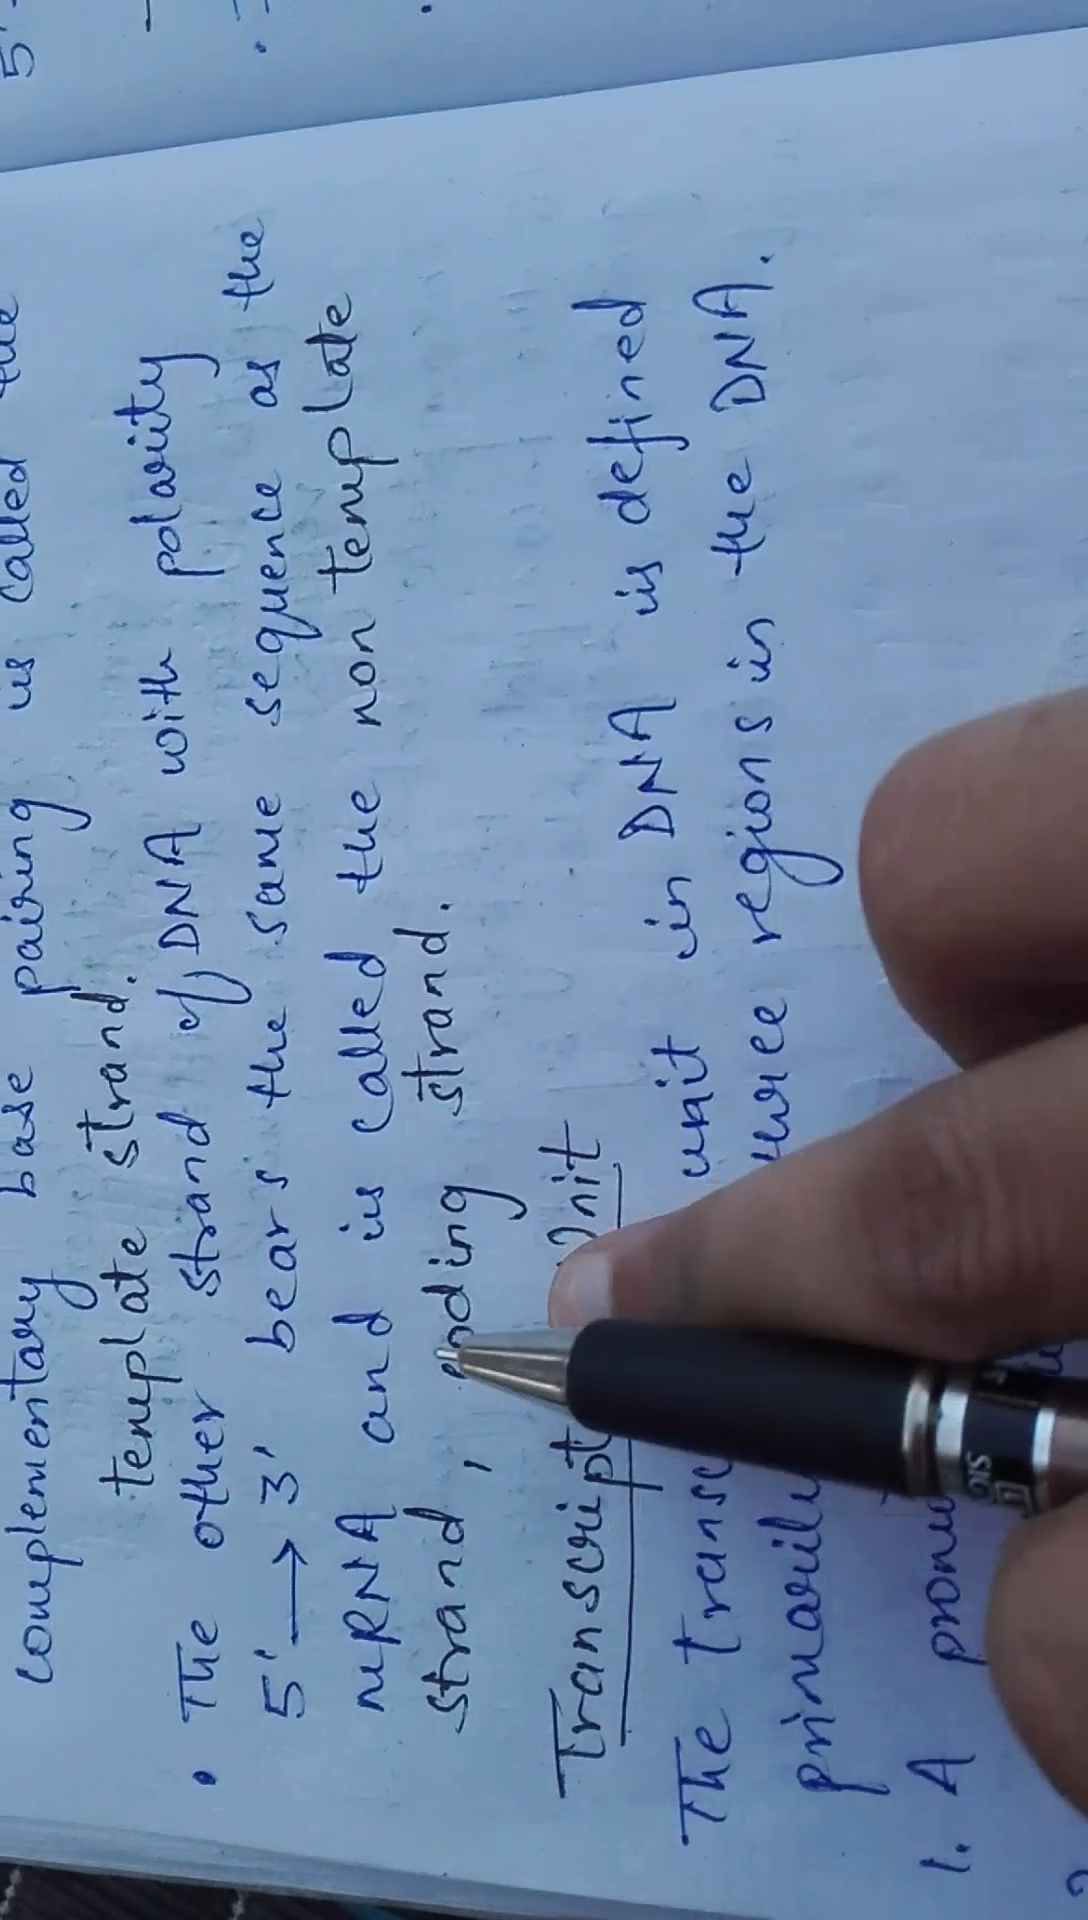 complementary base pairing is called the
template strand.
• The other strand of DNA with polarity
5' → 3' bears the same sequence as the
mRNA and is called the non template
strand, coding strand.
Transcript Unit
The transc unit in DNA is defined
primarily three regions in the DNA.
1. A promo